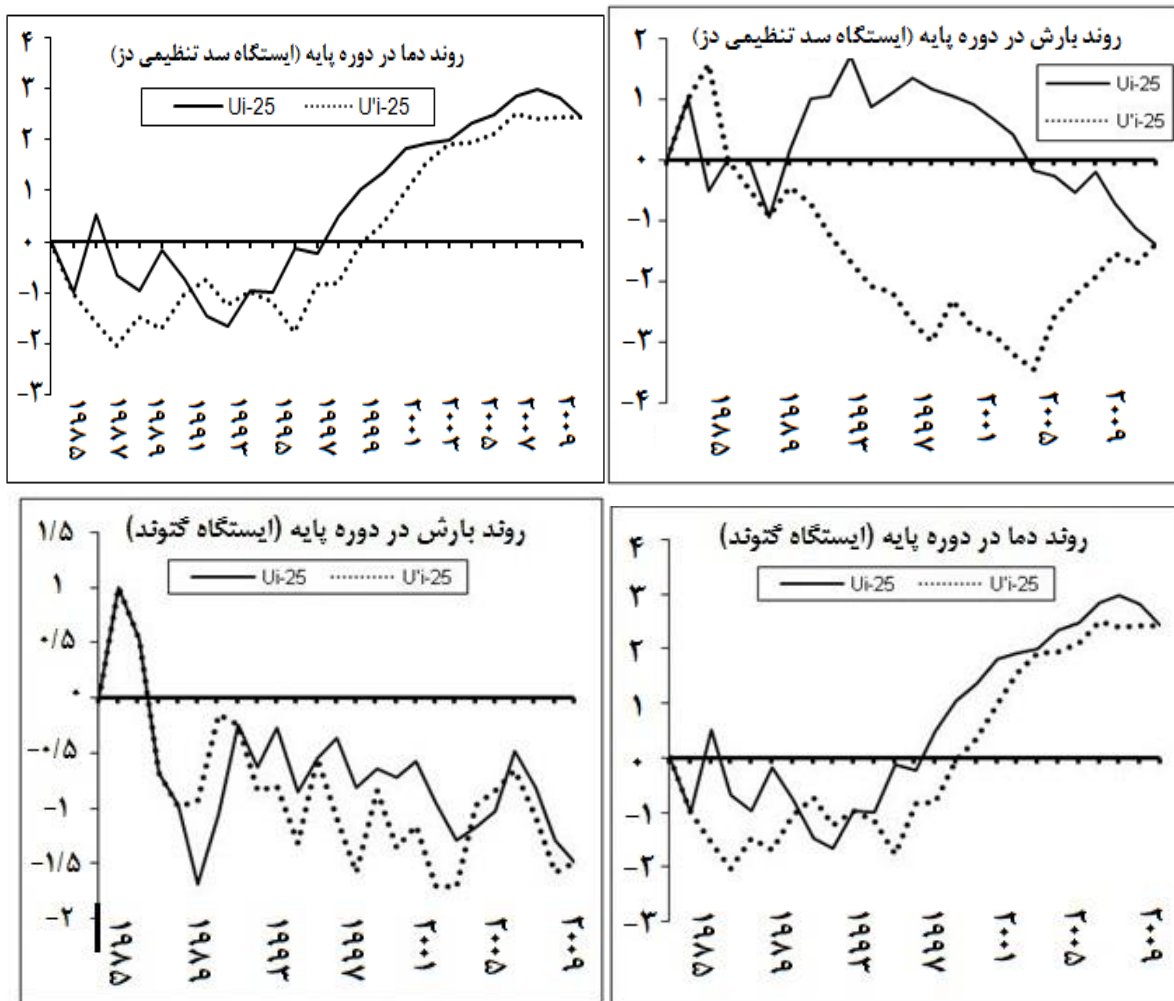 روند دما در دوره پایه (ایستگاه سد تنظیمی دز)
Ui-25 U'i-25
۴
۳
۲
۱
۰
−۱
−۲
−۳
۱۹۸۵ ۱۹۸۷ ۱۹۸۹ ۱۹۹۱ ۱۹۹۳ ۱۹۹۵ ۱۹۹۷ ۱۹۹۹ ۲۰۰۱ ۲۰۰۳ ۲۰۰۵ ۲۰۰۷ ۲۰۰۹
روند بارش در دوره پایه (ایستگاه سد تنظیمی دز)
Ui-25
U'i-25
۲
۱
۰
−۱
−۲
−۳
−۴
۱۹۸۵ ۱۹۸۹ ۱۹۹۳ ۱۹۹۷ ۲۰۰۱ ۲۰۰۵ ۲۰۰۹
روند بارش در دوره پایه (ایستگاه گتوند)
Ui-25 U'i-25
۱/۵
۱
۰/۵
۰
−۰/۵
−۱
−۱/۵
−۲
۱۹۸۵ ۱۹۸۹ ۱۹۹۳ ۱۹۹۷ ۲۰۰۱ ۲۰۰۵ ۲۰۰۹
روند دما در دوره پایه (ایستگاه گتوند)
Ui-25 U'i-25
۴
۳
۲
۱
۰
−۱
−۲
−۳
۱۹۸۵ ۱۹۸۹ ۱۹۹۳ ۱۹۹۷ ۲۰۰۱ ۲۰۰۵ ۲۰۰۹